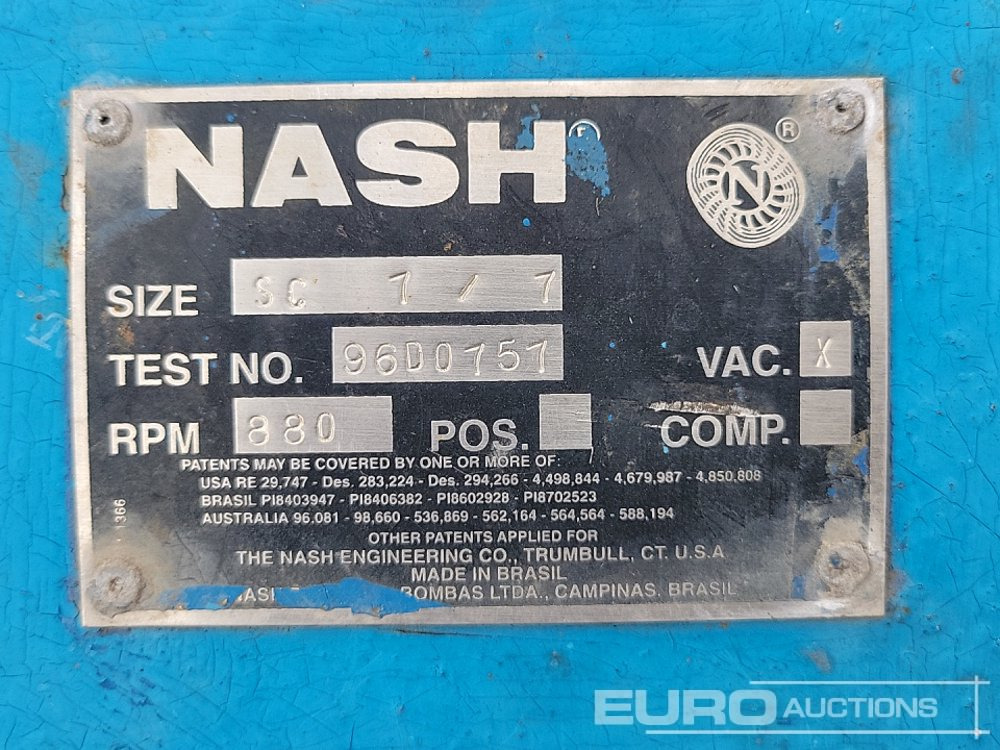 NASH ®
N ®
SIZE SC 7 / 7
TEST NO. 96D0757 VAC. X
RPM 880 POS. COMP.
PATENTS MAY BE COVERED BY ONE OR MORE OF:
USA RE 29,747 - Des. 283,224 - Des. 294,266 - 4,498,844 - 4,679,987 - 4,850,808
BRASIL PI8403947 - PI8406382 - PI8602928 - PI8702523
AUSTRALIA 96.081 - 98,660 - 536,869 - 562,164 - 564,564 - 588,194
OTHER PATENTS APPLIED FOR
THE NASH ENGINEERING CO., TRUMBULL, CT. U.S.A
MADE IN BRASIL
BOMBAS LTDA., CAMPINAS. BRASIL
1366
EURO AUCTIONS